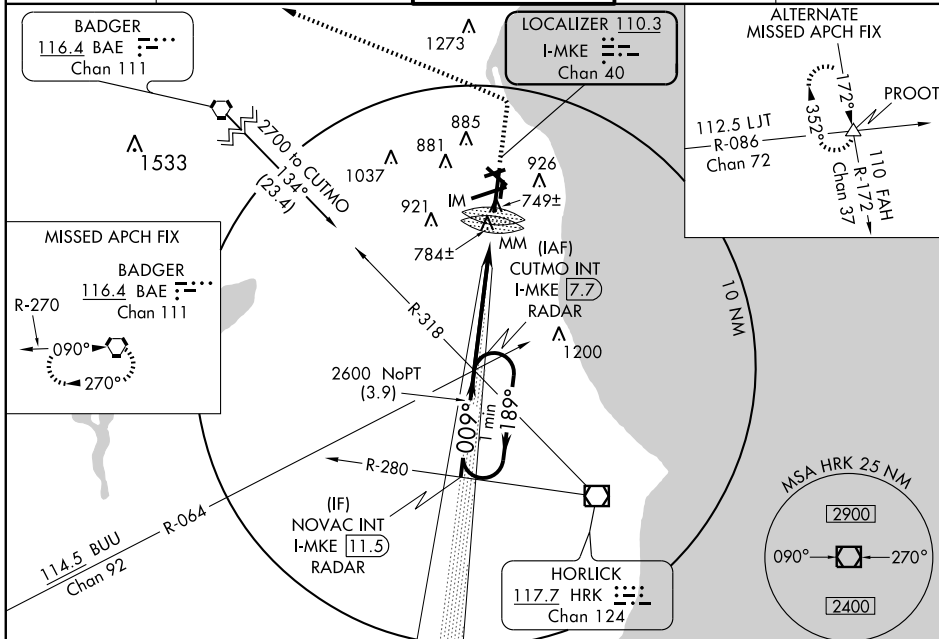 BADGER
116.4 BAE
Chan 111
1273
LOCALIZER 110.3
I-MKE
Chan 40
ALTERNATE
MISSED APCH FIX
172°
352°
PROOT
112.5 LJT
R-086
Chan 72
110 FAH
R-172
Chan 37
1533
2700 to CUTMO
134°
(23.4)
885
881
1037
926
921
IM
749±
784±
MM
(IAF)
CUTMO INT
I-MKE 7.7
RADAR
MISSED APCH FIX
BADGER
116.4 BAE
Chan 111
R-270
090°
270°
R-318
10 NM
1200
2600 NoPT
(3.9)
009°
1 min
189°
R-280
(IF)
NOVAC INT
I-MKE 11.5
RADAR
R-064
114.5 BUU
Chan 92
HORLICK
117.7 HRK
Chan 124
MSA HRK 25 NM
2900
090°
270°
2400